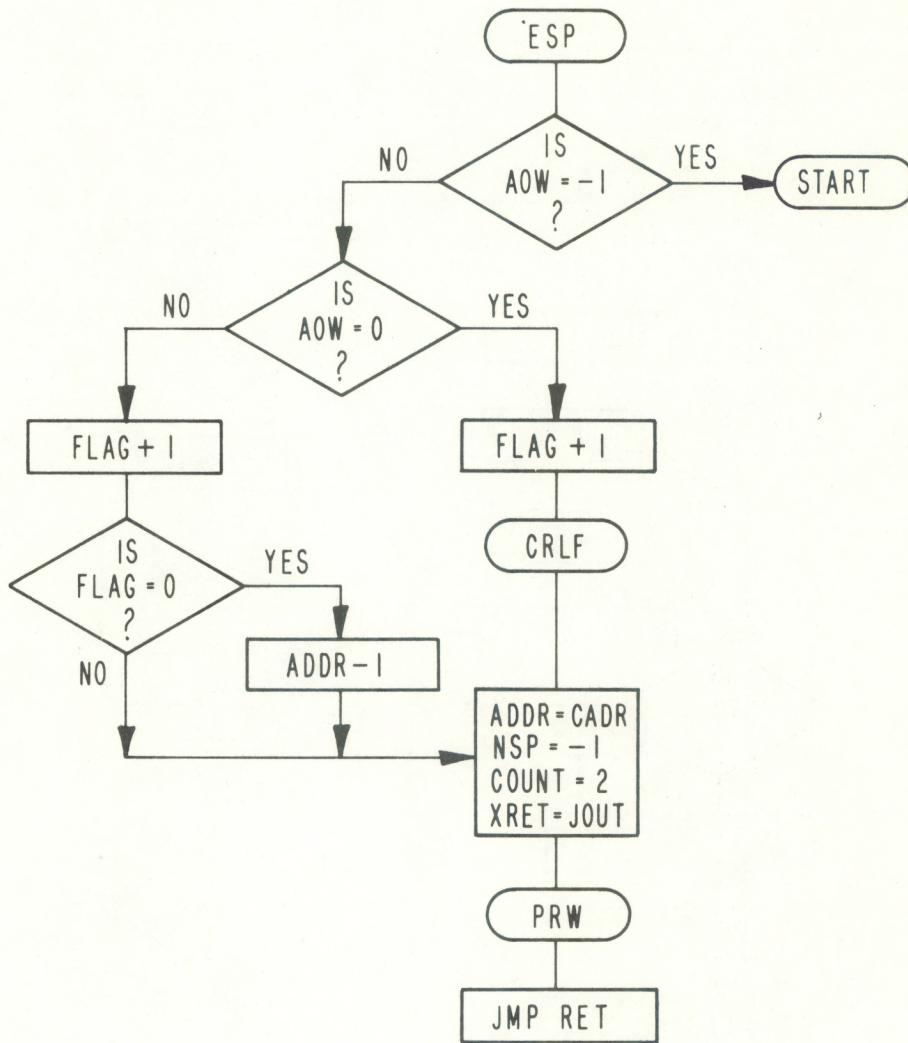 ESP
IS
AOW = -1
?
NO
YES
START
IS
AOW = 0
?
NO
YES
FLAG + 1
FLAG + 1
CRLF
IS
FLAG = 0
?
YES
NO
ADDR - 1
ADDR = CADR
NSP = -1
COUNT = 2
XRET = JOUT
PRW
JMP RET